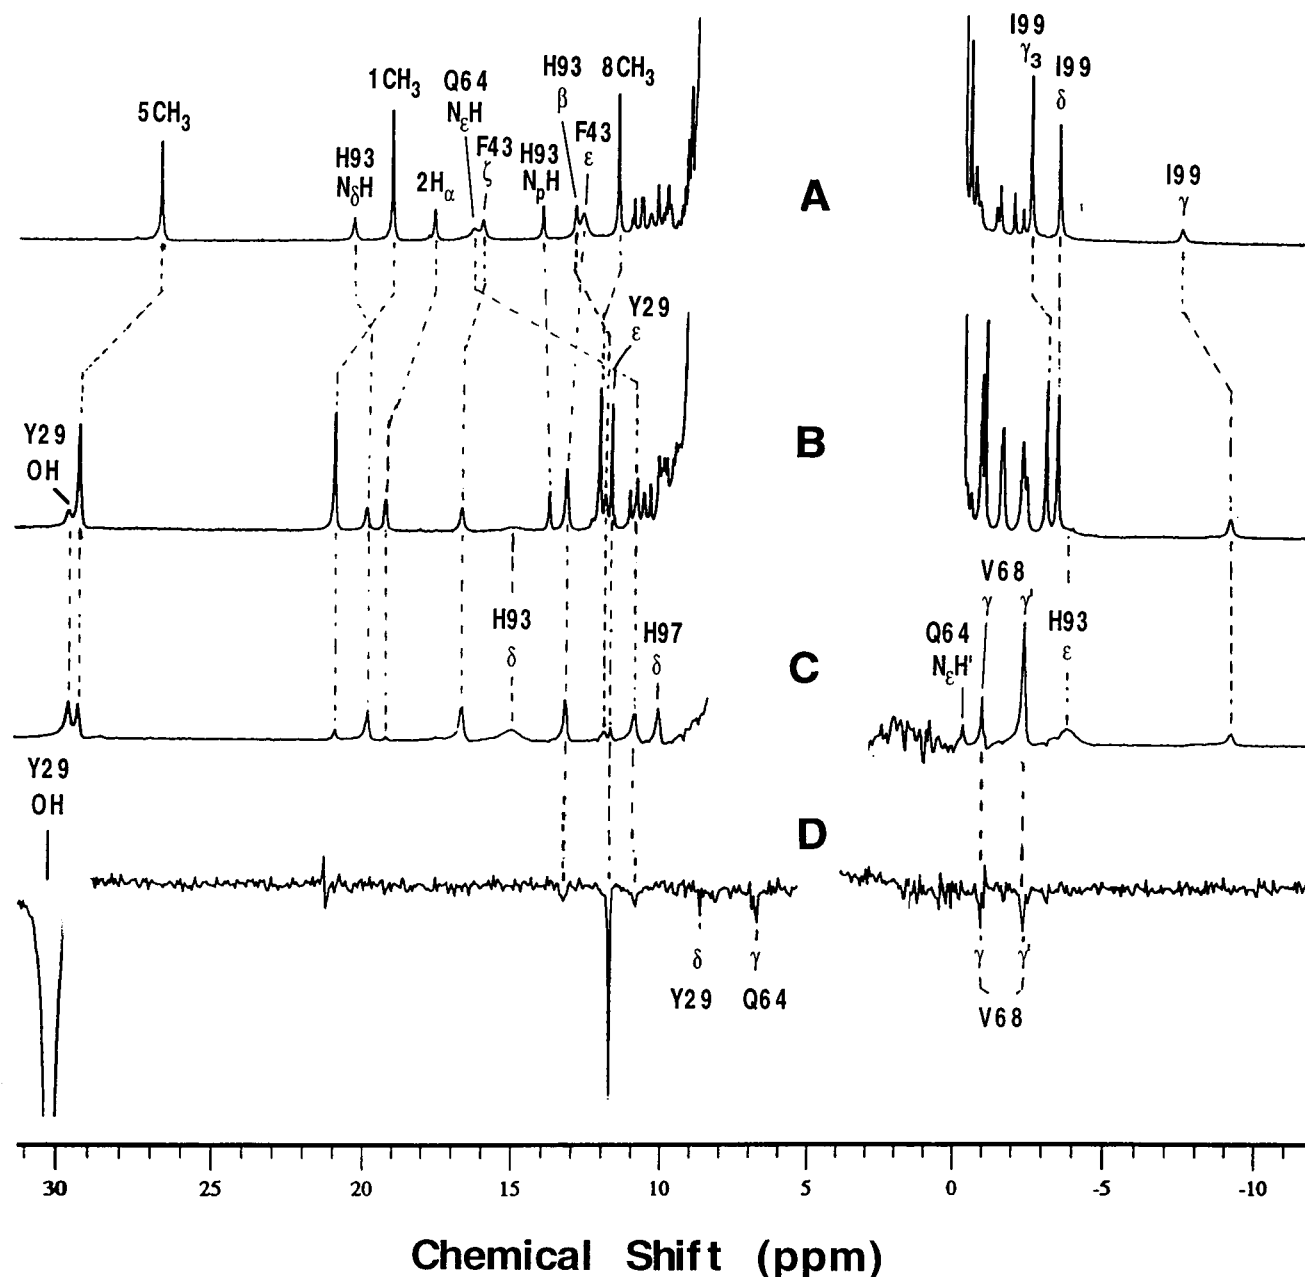 5CH₃
H93
NδH
1CH₃
2Hα
Q64
NεH
F43
ζ
H93
NpH
H93
β
F43
ε
8CH₃
A
I99
γ3
I99
δ
I99
γ
Y29
OH
Y29
ε
B
H93
δ
H97
δ
C
Q64
NεH'
V68
γ γ'
H93
ε
Y29
OH
D
δ
Y29
γ
Q64
γ γ'
V68
30 25 20 15 10 5 0 -5 -10
Chemical Shift (ppm)